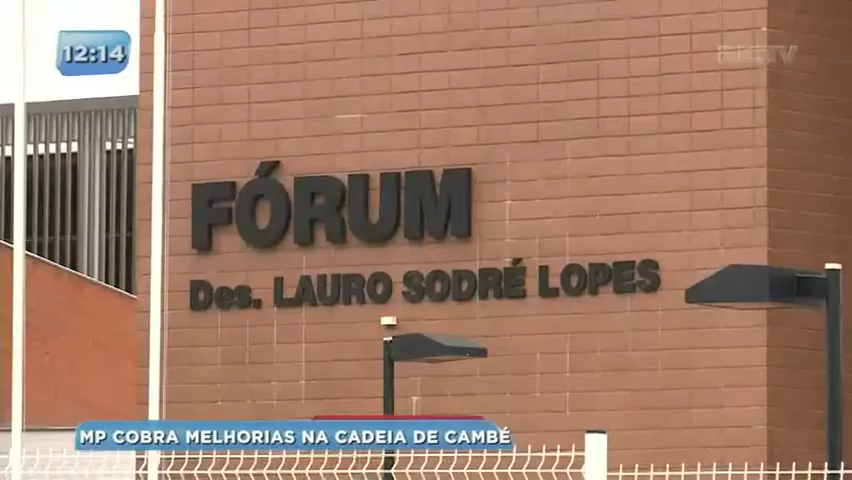 12:14
FÓRUM
Des. LAURO SODRÉ LOPES
MP COBRA MELHORIAS NA CADEIA DE CAMBÉ